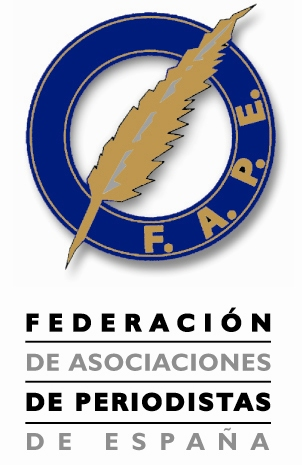 F. A. P. E.
FEDERACIÓN
DE ASOCIACIONES
DE PERIODISTAS
DE ESPAÑA